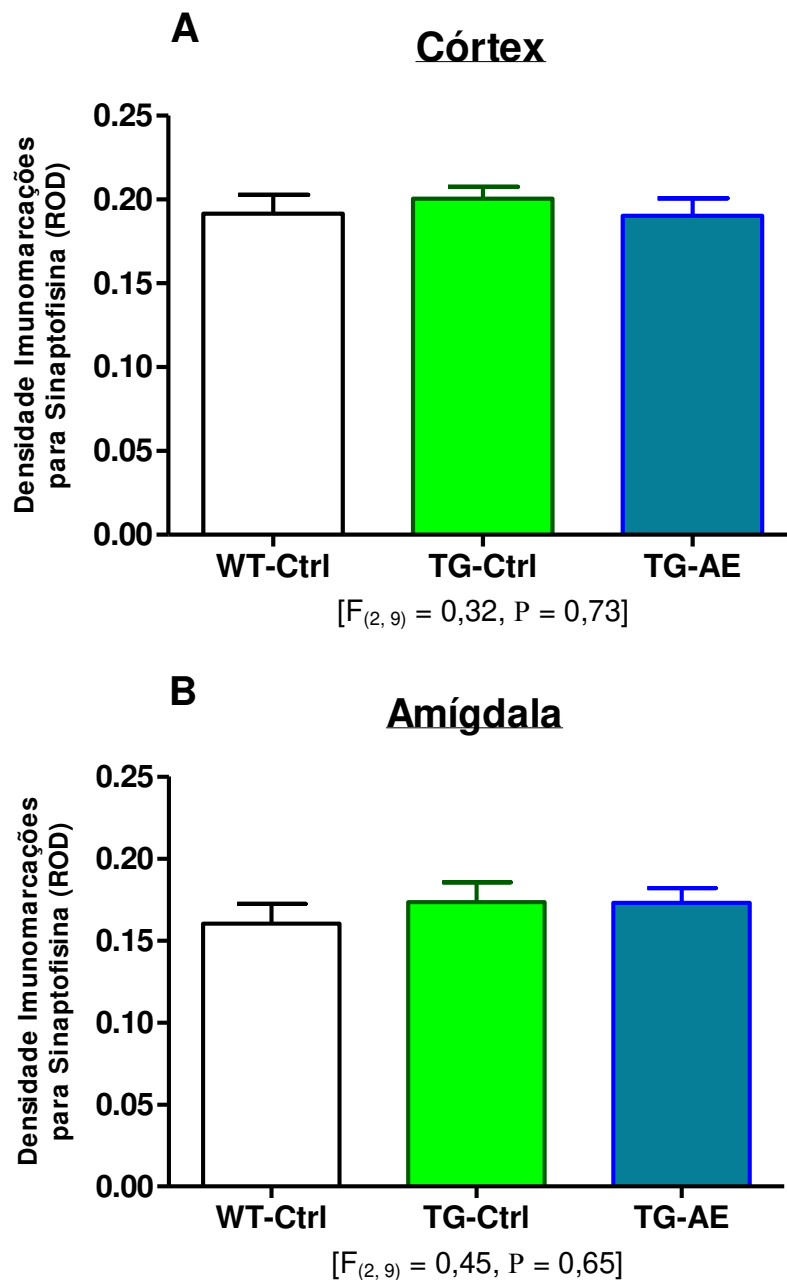 A
Córtex
Densidade Imunomarcações
para Sinaptofisina (ROD)
0.25
0.20
0.15
0.10
0.05
0.00
WT-Ctrl TG-Ctrl TG-AE
[F(2, 9) = 0,32, P = 0,73]
B
Amígdala
Densidade Imunomarcações
para Sinaptofisina (ROD)
0.25
0.20
0.15
0.10
0.05
0.00
WT-Ctrl TG-Ctrl TG-AE
[F(2, 9) = 0,45, P = 0,65]